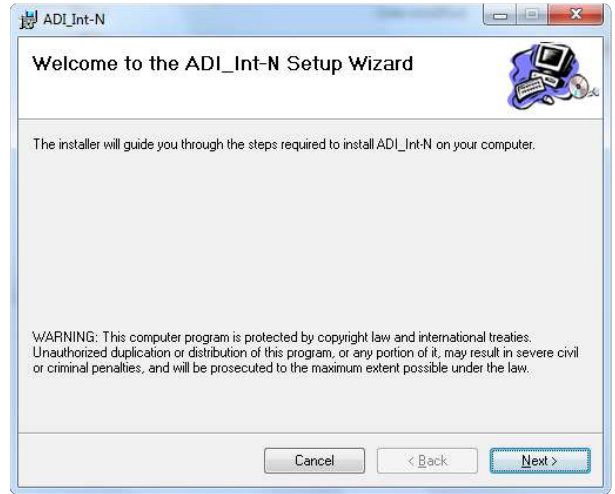 ADI_Int-N
Welcome to the ADI_Int-N Setup Wizard
The installer will guide you through the steps required to install ADI_Int-N on your computer.
WARNING: This computer program is protected by copyright law and international treaties.
Unauthorized duplication or distribution of this program, or any portion of it, may result in severe civil
or criminal penalties, and will be prosecuted to the maximum extent possible under the law.
Cancel
< Back
Next >